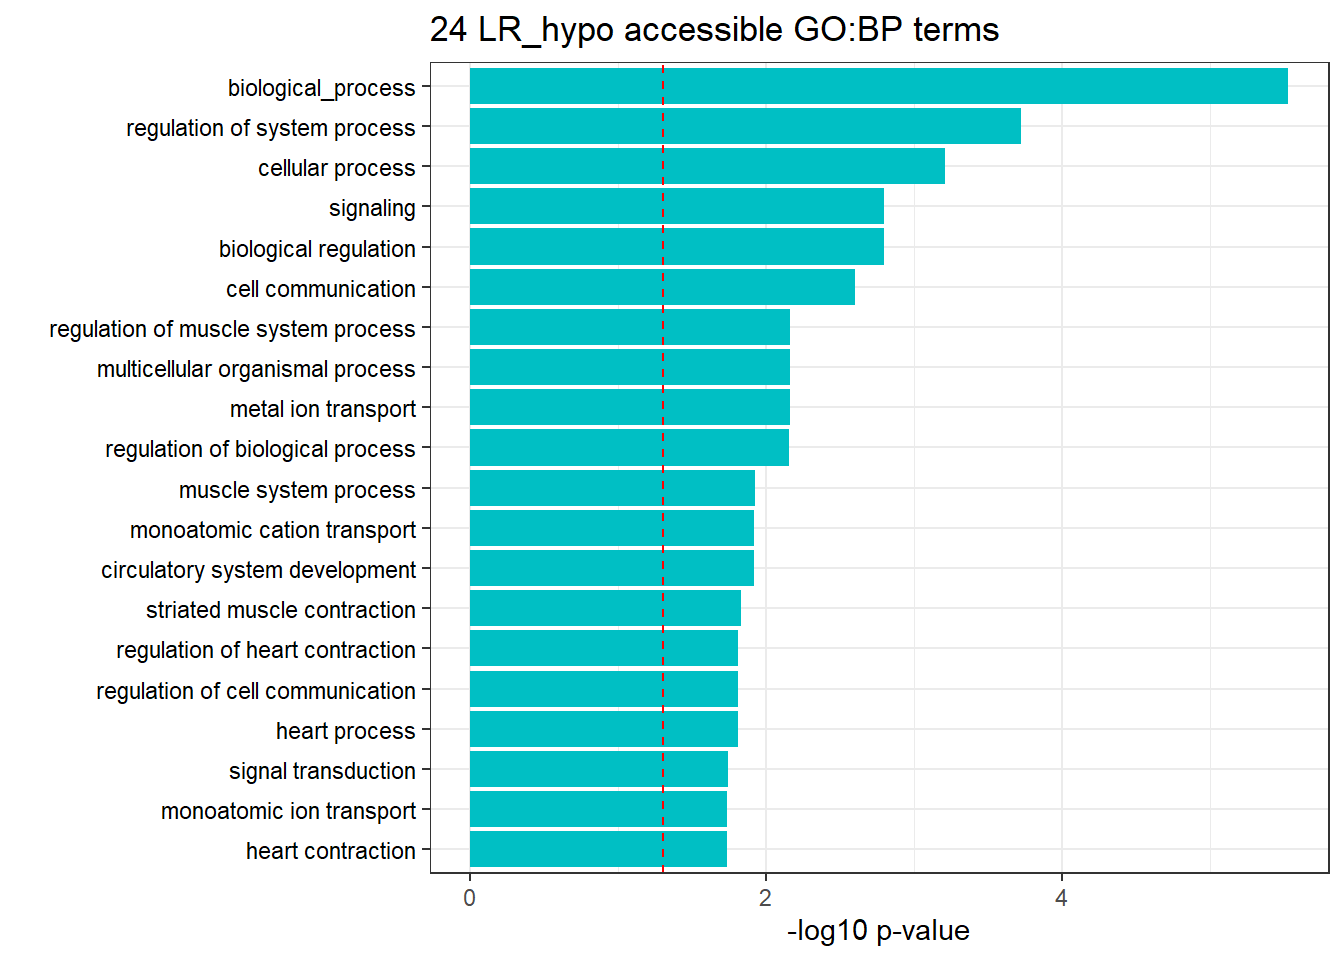 24 LR_hypo accessible GO:BP terms
biological_process
regulation of system process
cellular process
signaling
biological regulation
cell communication
regulation of muscle system process
multicellular organismal process
metal ion transport
regulation of biological process
muscle system process
monoatomic cation transport
circulatory system development
striated muscle contraction
regulation of heart contraction
regulation of cell communication
heart process
signal transduction
monoatomic ion transport
heart contraction
0 2 4
-log10 p-value